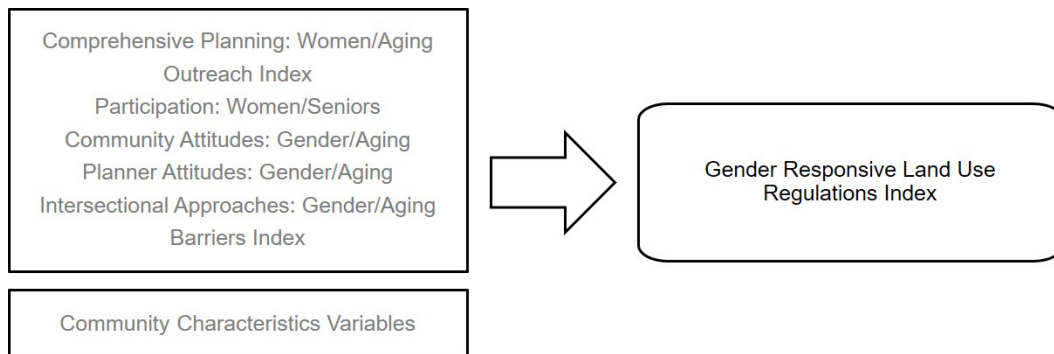 Comprehensive Planning: Women/Aging
Outreach Index
Participation: Women/Seniors
Community Attitudes: Gender/Aging
Planner Attitudes: Gender/Aging
Intersectional Approaches: Gender/Aging
Barriers Index
Community Characteristics Variables
Gender Responsive Land Use
Regulations Index